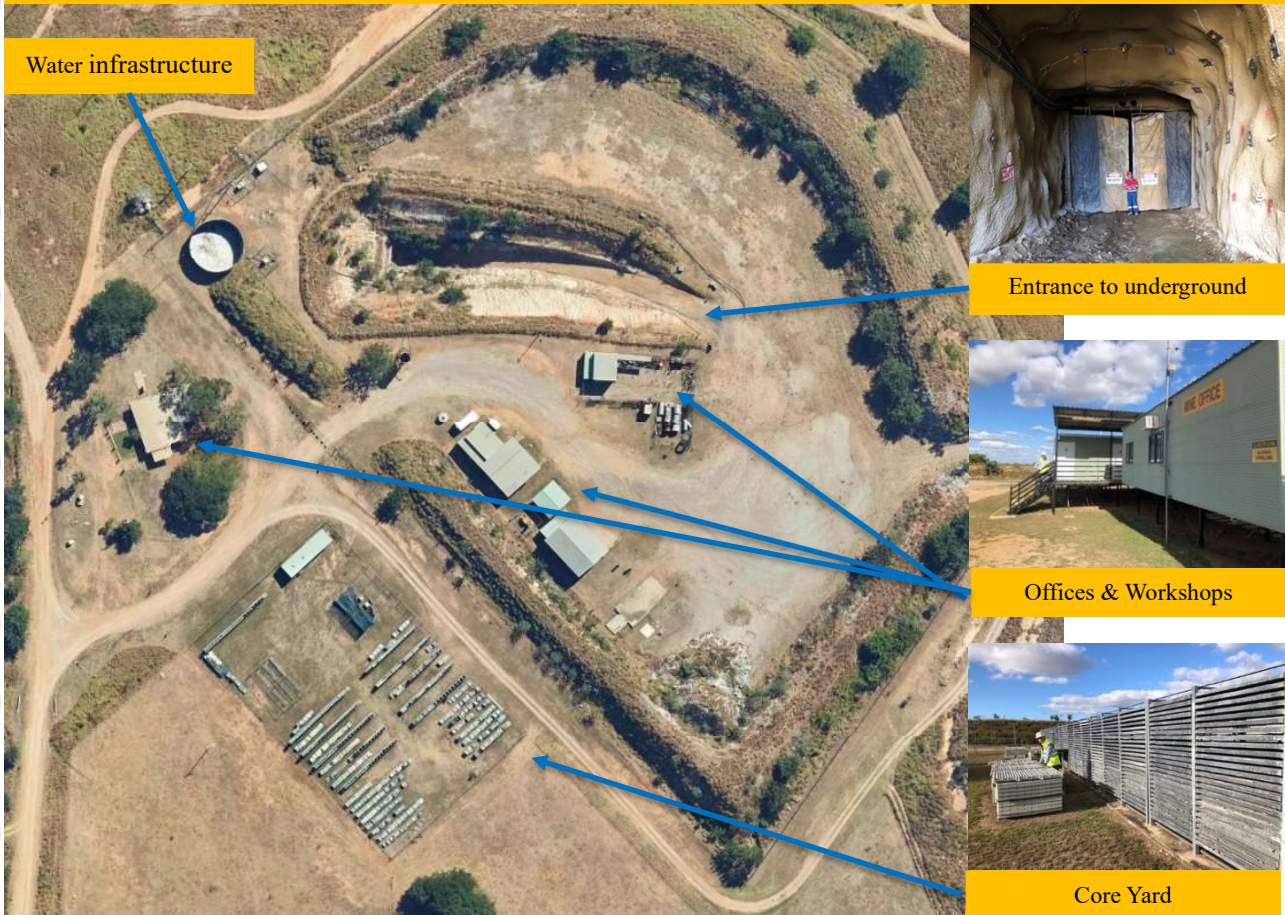 Water infrastructure
Entrance to underground
MINE OFFICE
Offices & Workshops
Core Yard